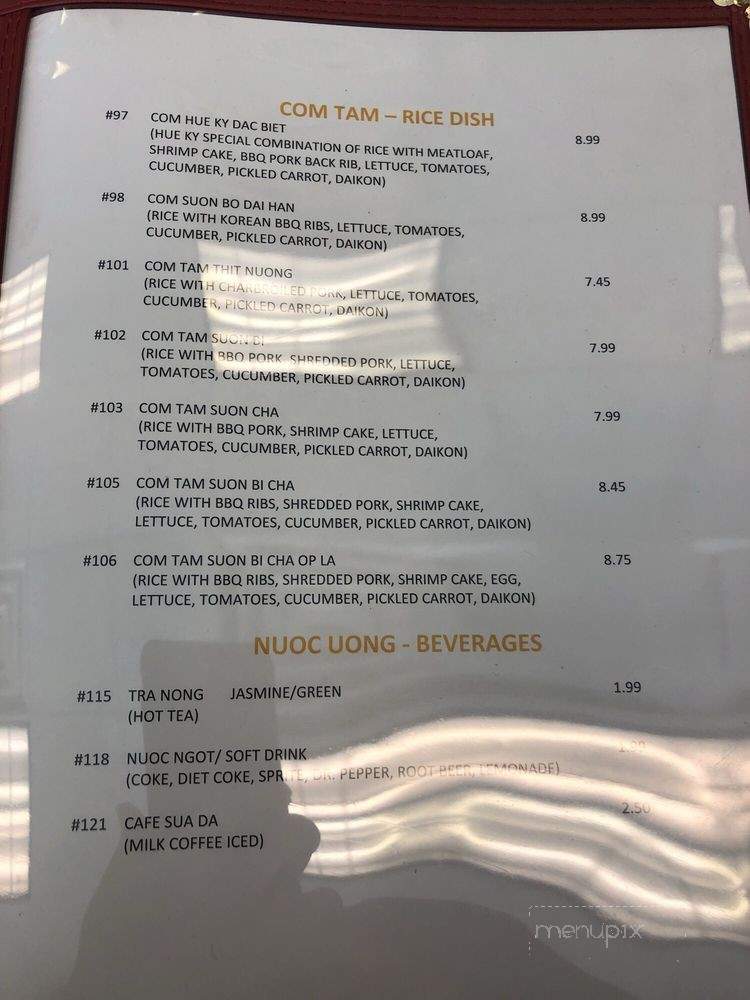 COM TAM – RICE DISH
#97 COM HUE KY DAC BIET 8.99
(HUE KY SPECIAL COMBINATION OF RICE WITH MEATLOAF,
SHRIMP CAKE, BBQ PORK BACK RIB, LETTUCE, TOMATOES,
CUCUMBER, PICKLED CARROT, DAIKON)
#98 COM SUON BO DAI HAN 8.99
(RICE WITH KOREAN BBQ RIBS, LETTUCE, TOMATOES,
CUCUMBER, PICKLED CARROT, DAIKON)
#101 COM TAM THIT NUONG 7.45
(RICE WITH CHARBROILED PORK, LETTUCE, TOMATOES,
CUCUMBER, PICKLED CARROT, DAIKON)
#102 COM TAM SUON BI 7.99
(RICE WITH BBQ PORK, SHREDDED PORK, LETTUCE,
TOMATOES, CUCUMBER, PICKLED CARROT, DAIKON)
#103 COM TAM SUON CHA 7.99
(RICE WITH BBQ PORK, SHRIMP CAKE, LETTUCE,
TOMATOES, CUCUMBER, PICKLED CARROT, DAIKON)
#105 COM TAM SUON BI CHA 8.45
(RICE WITH BBQ RIBS, SHREDDED PORK, SHRIMP CAKE,
LETTUCE, TOMATOES, CUCUMBER, PICKLED CARROT, DAIKON)
#106 COM TAM SUON BI CHA OP LA 8.75
(RICE WITH BBQ RIBS, SHREDDED PORK, SHRIMP CAKE, EGG,
LETTUCE, TOMATOES, CUCUMBER, PICKLED CARROT, DAIKON)
NUOC UONG - BEVERAGES
#115 TRA NONG JASMINE/GREEN 1.99
(HOT TEA)
#118 NUOC NGOT/ SOFT DRINK
(COKE, DIET COKE, SPRITE, DR. PEPPER, ROOT BEER, LEMONADE)
#121 CAFE SUA DA 2.50
(MILK COFFEE ICED)
menupix